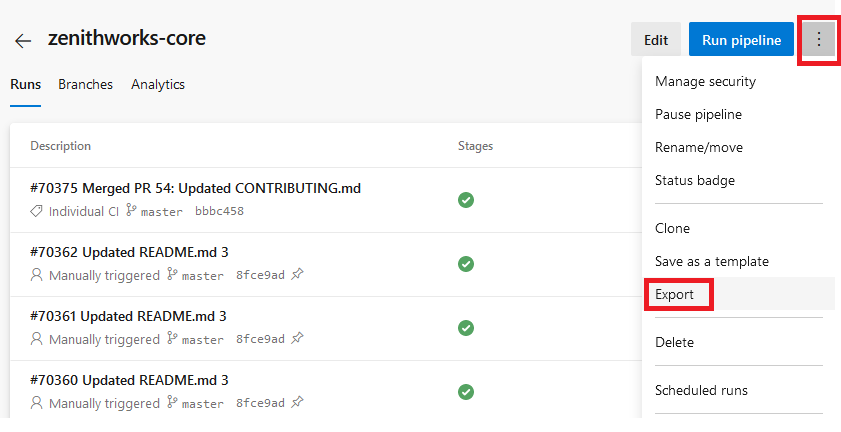 zenithworks-core
Edit
Run pipeline
Runs
Branches
Analytics
Manage security
Pause pipeline
Rename/move
Status badge
Clone
Save as a template
Export
Delete
Scheduled runs
Description
Stages
#70375 Merged PR 54: Updated CONTRIBUTING.md
Individual CI master bbbc458
#70362 Updated README.md 3
Manually triggered master 8fce9ad
#70361 Updated README.md 3
Manually triggered master 8fce9ad
#70360 Updated README.md 3
Manually triggered master 8fce9ad